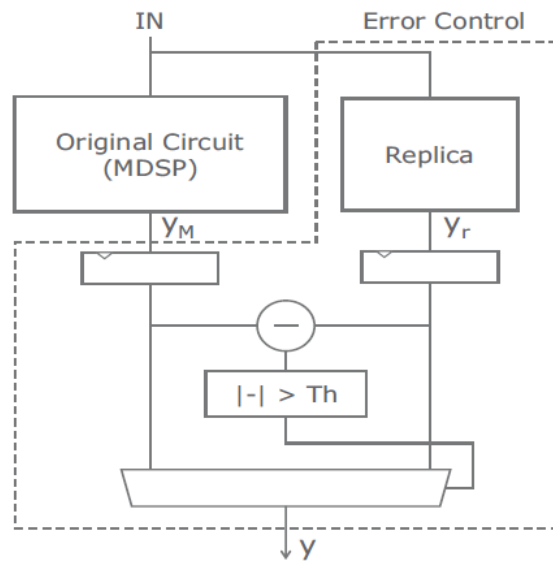 IN
Error Control
Original Circuit
(MDSP)
Replica
yM
yr
—
|-| > Th
y